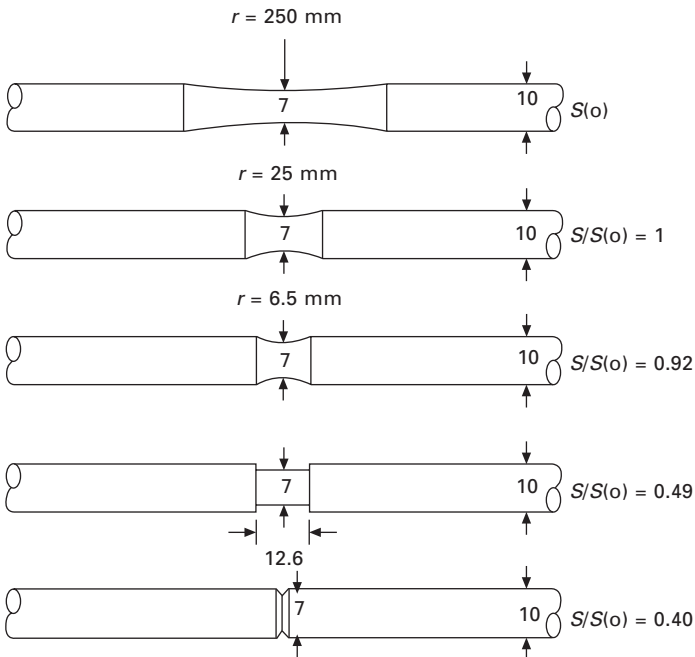 r = 250 mm
7
10
S(o)
r = 25 mm
7
10
S/S(o) = 1
r = 6.5 mm
7
10
S/S(o) = 0.92
7
10
S/S(o) = 0.49
12.6
7
10
S/S(o) = 0.40